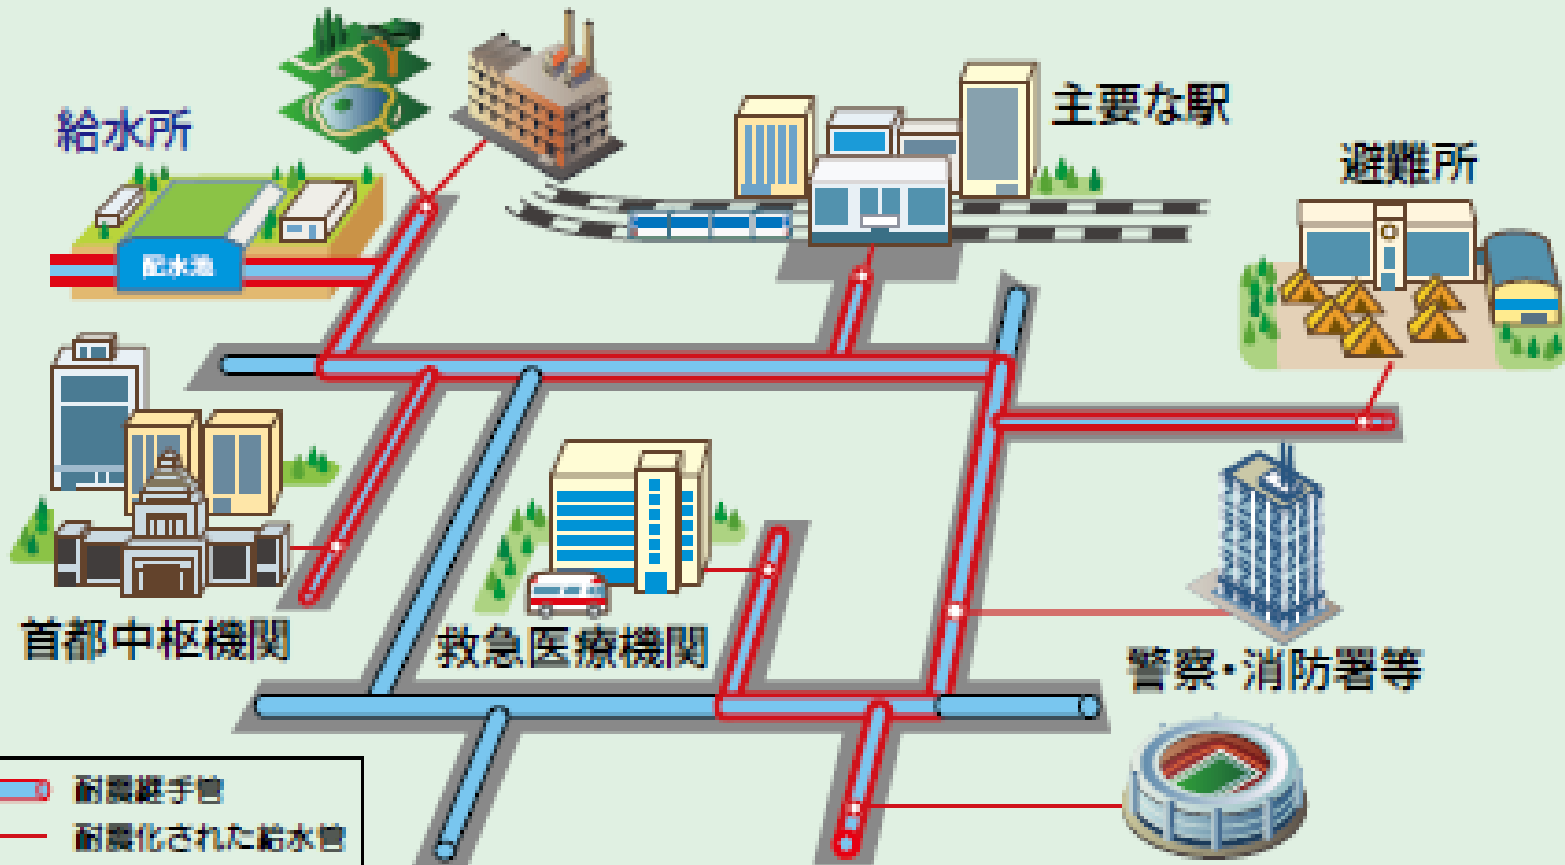 給水所
主要な駅
避難所
配水池
首都中枢機関
救急医療機関
警察・消防署等
耐震継手管
耐震化された給水管